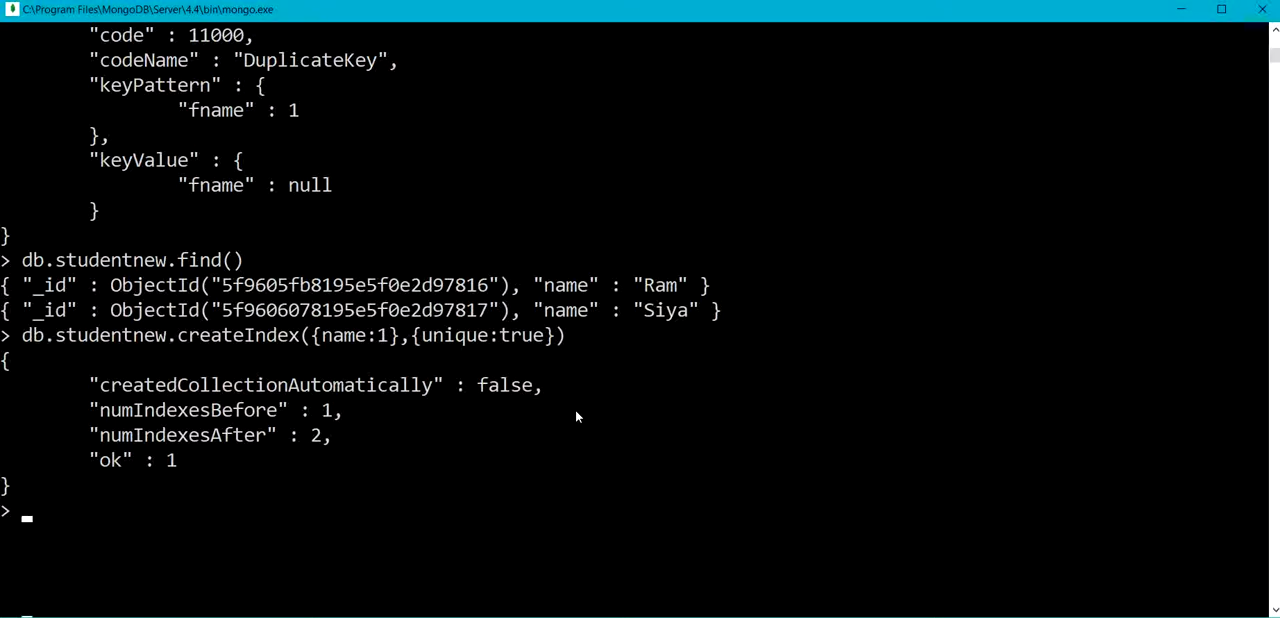 C:\Program Files\MongoDB\Server\4.4\bin\mongo.exe
"code" : 11000,
"codeName" : "DuplicateKey",
"keyPattern" : {
"fname" : 1
},
"keyValue" : {
"fname" : null
}
}
> db.studentnew.find()
{ "_id" : ObjectId("5f9605fb8195e5f0e2d97816"), "name" : "Ram" }
{ "_id" : ObjectId("5f9606078195e5f0e2d97817"), "name" : "Siya" }
> db.studentnew.createIndex({name:1},{unique:true})
{
"createdCollectionAutomatically" : false,
"numIndexesBefore" : 1,
"numIndexesAfter" : 2,
"ok" : 1
}
>